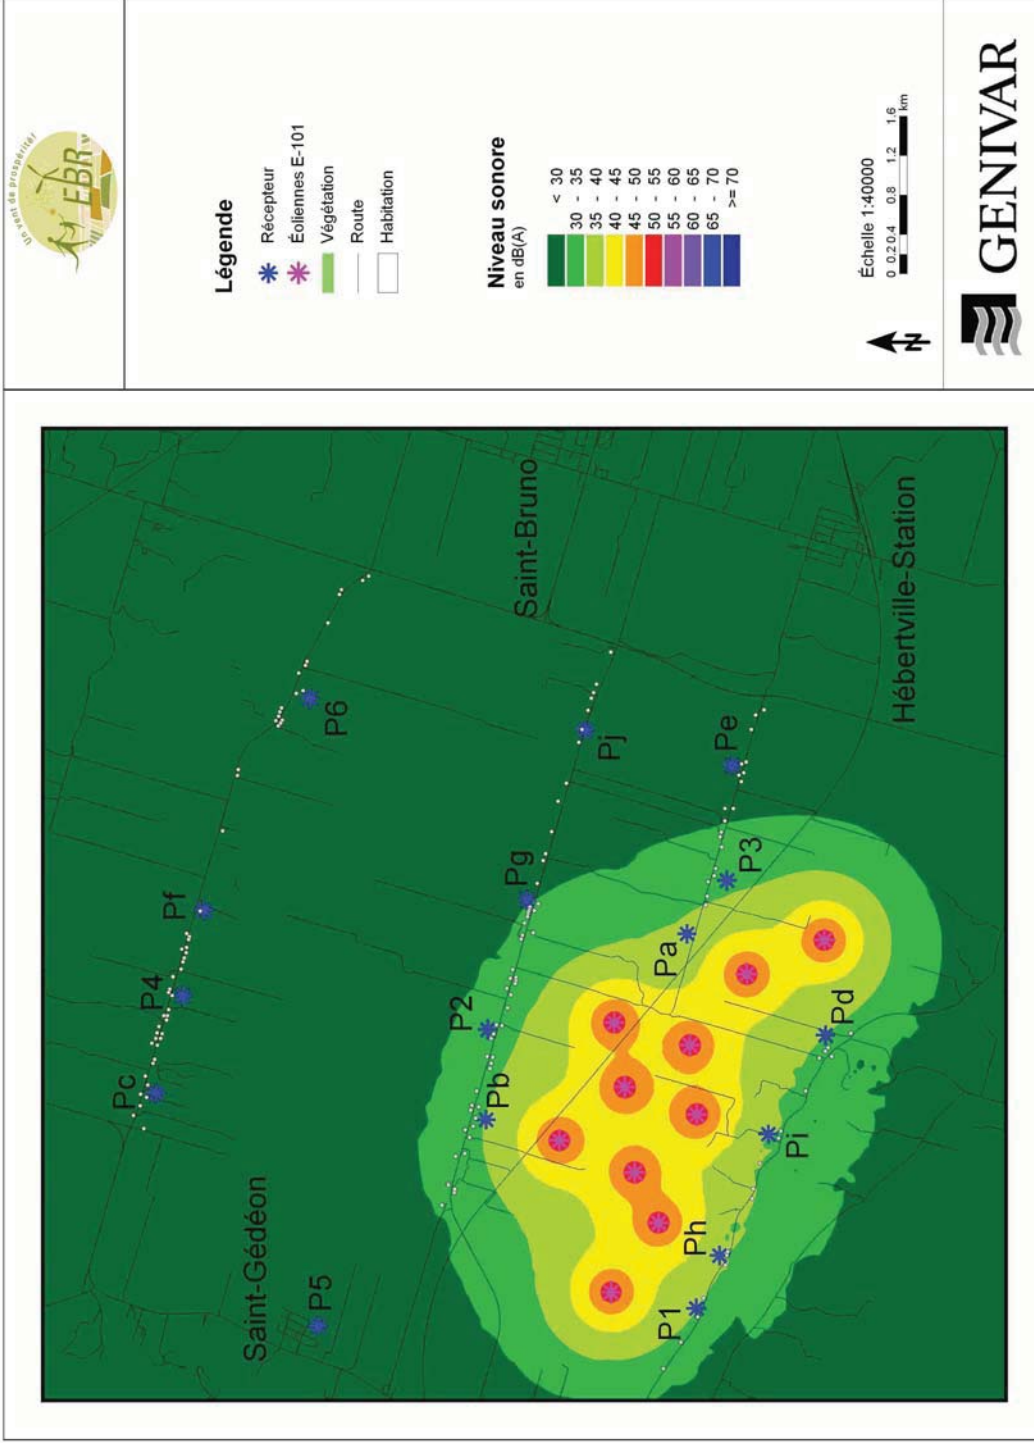 Un vent de prospérité!
EBR
Légende
Récepteur
Éoliennes E-101
Végétation
Route
Habitation
Niveau sonore
en dB(A)
< 30
30 - 35
35 - 40
40 - 45
45 - 50
50 - 55
55 - 60
60 - 65
65 - 70
>= 70
N
Échelle 1:40000
0 0.2 0.4 0.8 1.2 1.6
km
GENIVAR
Pc
P4
Pf
P6
Saint-Gédéon
P5
Pb
P2
Pg
Pj
Saint-Bruno
P1
Ph
Pi
Pd
Pa
P3
Pe
Hébertville-Station